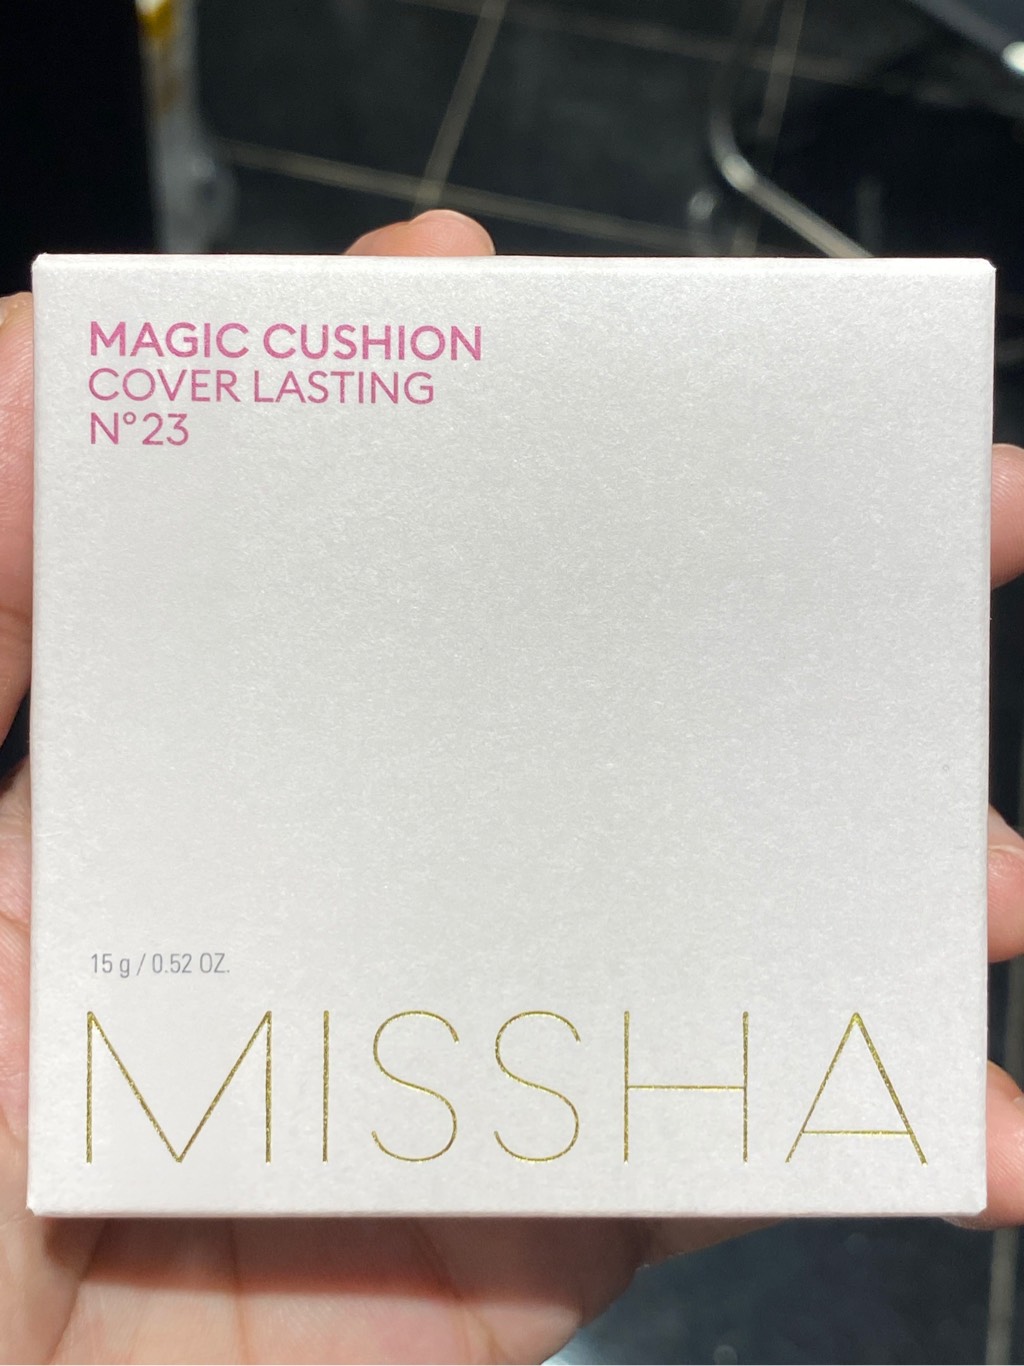 MAGIC CUSHION
COVER LASTING
N°23
15 g / 0.52 OZ.
MISSHA